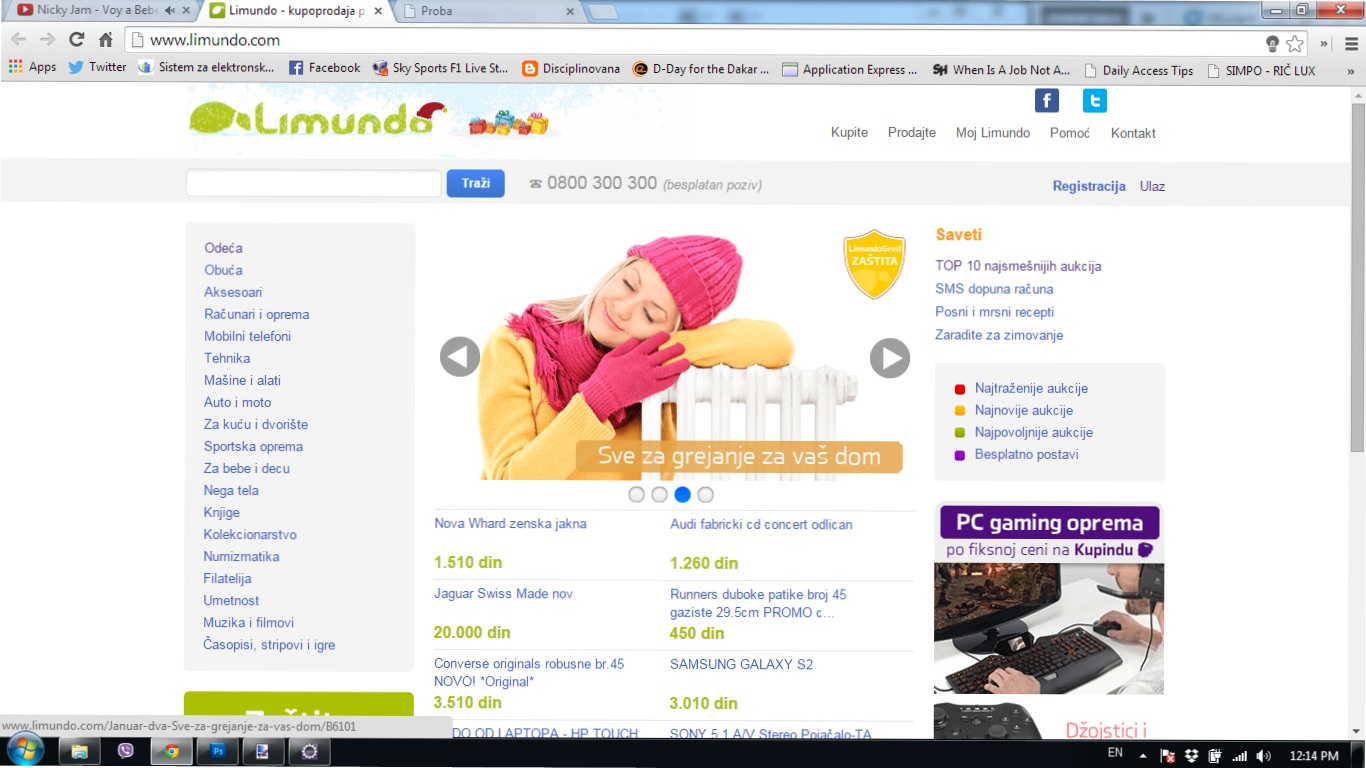 Nicky Jam - Voy a Bebe
Limundo - kupoprodaja p
Proba
www.limundo.com
Apps
Twitter
Sistem za elektronsk...
Facebook
Sky Sports F1 Live St...
Disciplinovana
D-Day for the Dakar ...
Application Express ...
SH
When Is A Job Not A...
Daily Access Tips
SIMPO - RIČ LUX
»
Limundo
Kupite
Prodajte
Moj Limundo
Pomoć
Kontakt
Traži
0800 300 300 (besplatan poziv)
Registracija
Ulaz
Odeća
Obuća
Aksesoari
Računari i oprema
Mobilni telefoni
Tehnika
Mašine i alati
Auto i moto
Za kuću i dvorište
Sportska oprema
Za bebe i decu
Nega tela
Knjige
Kolekcionarstvo
Numizmatika
Filatelija
Umetnost
Muzika i filmovi
Časopisi, stripovi i igre
LimundoGrad
ZAŠTITA
Sve za grejanje za vaš dom
Nova Whard zenska jakna
1.510 din
Audi fabricki cd concert odlican
1.260 din
Jaguar Swiss Made nov
20.000 din
Runners duboke patike broj 45
gaziste 29.5cm PROMO c...
450 din
Converse originals robusne br.45
NOVO! *Original*
3.510 din
SAMSUNG GALAXY S2
3.010 din
DO OD LAPTOPA - HP TOUCH
SONY 5.1 A/V Stereo Pojačalo-TA
Saveti
TOP 10 najsmešnijih aukcija
SMS dopuna računa
Posni i mrsni recepti
Zaradite za zimovanje
Najtraženije aukcije
Najnovije aukcije
Najpovoljnije aukcije
Besplatno postavi
PC gaming oprema
po fiksnoj ceni na Kupindu
Džojstici i
www.limundo.com/Januar-dva-Sve-za-grejanje-za-vas-dom/B6101
Ps
EN
12:14 PM